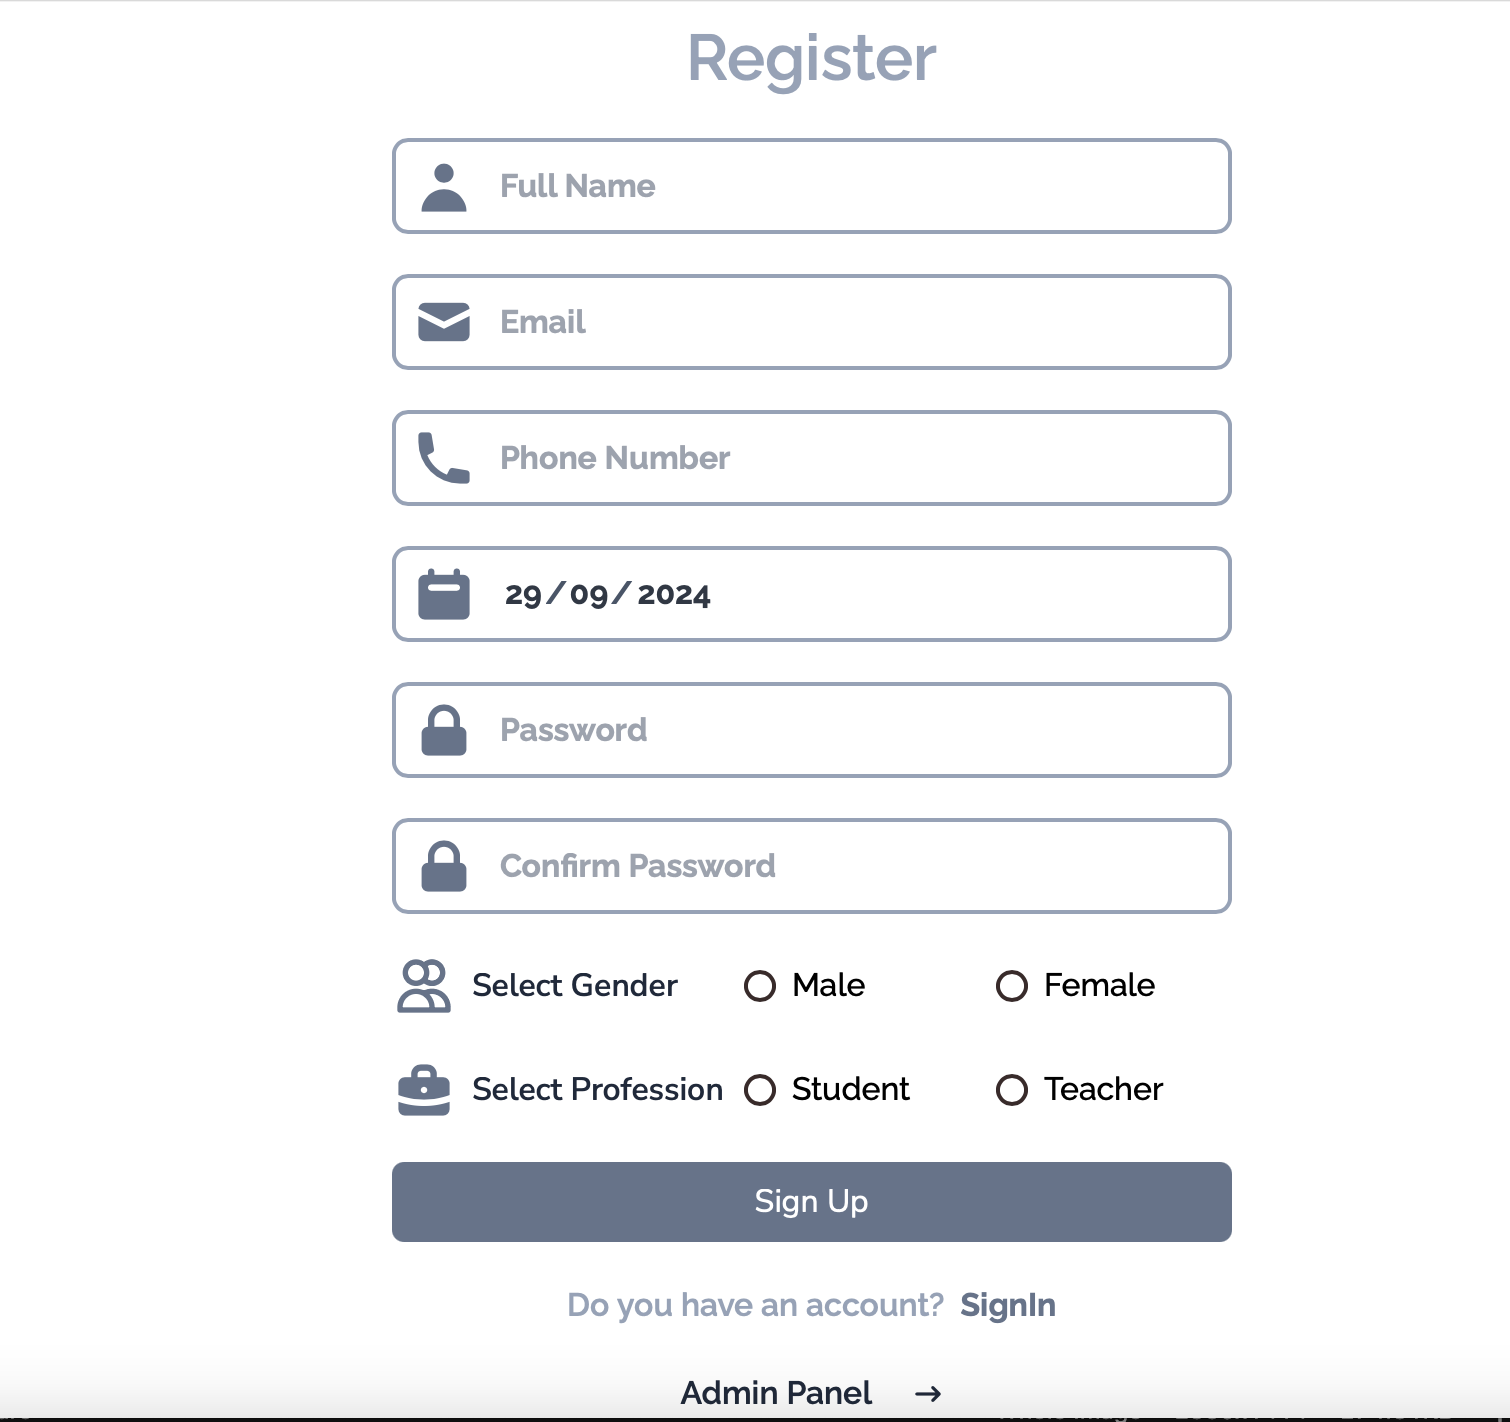 Register
Full Name
Email
Phone Number
29/09/2024
Password
Confirm Password
Select Gender Male Female
Select Profession Student Teacher
Sign Up
Do you have an account? SignIn
Admin Panel →